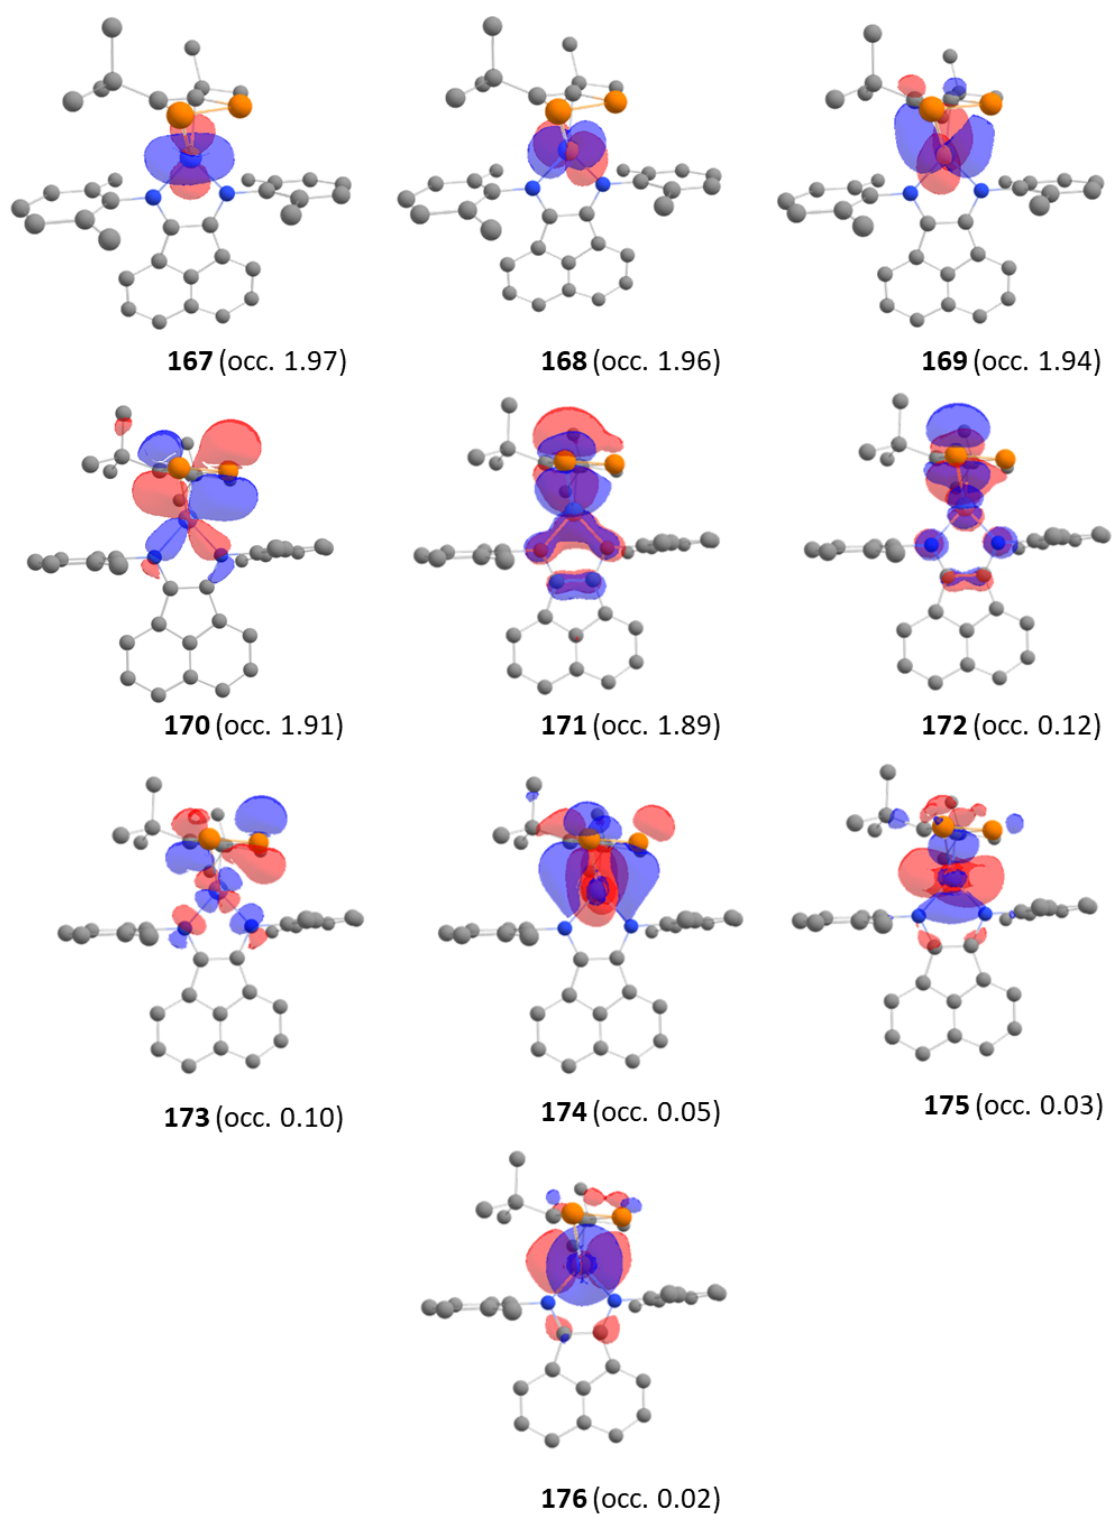 167 (occ. 1.97)
168 (occ. 1.96)
169 (occ. 1.94)
170 (occ. 1.91)
171 (occ. 1.89)
172 (occ. 0.12)
173 (occ. 0.10)
174 (occ. 0.05)
175 (occ. 0.03)
176 (occ. 0.02)